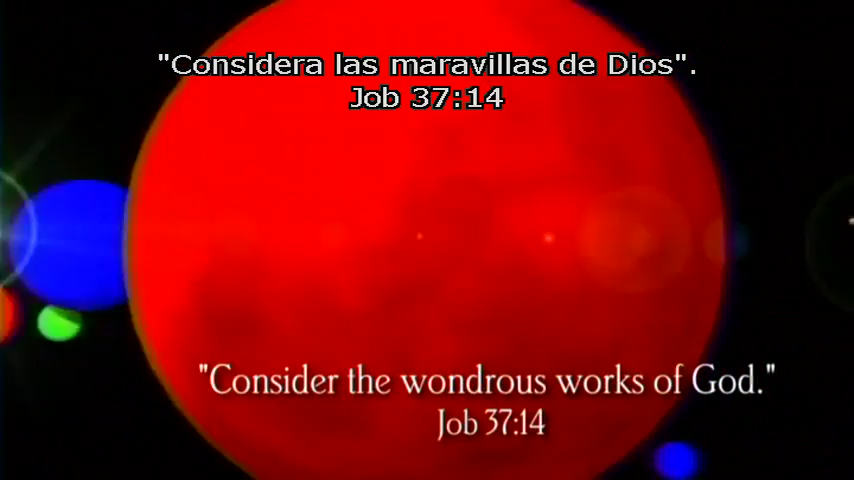 "Considera las maravillas de Dios".
Job 37:14
"Consider the wondrous works of God."
Job 37:14